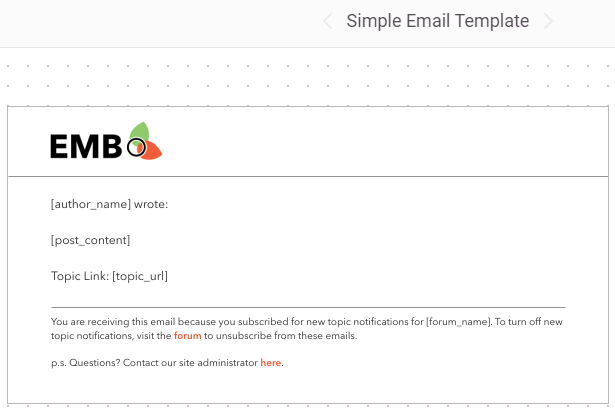 Simple Email Template
EMBO
[author_name] wrote:
[post_content]
Topic Link: [topic_url]
You are receiving this email because you subscribed for new topic notifications for [forum_name]. To turn off new
topic notifications, visit the forum to unsubscribe from these emails.
p.s. Questions? Contact our site administrator here.